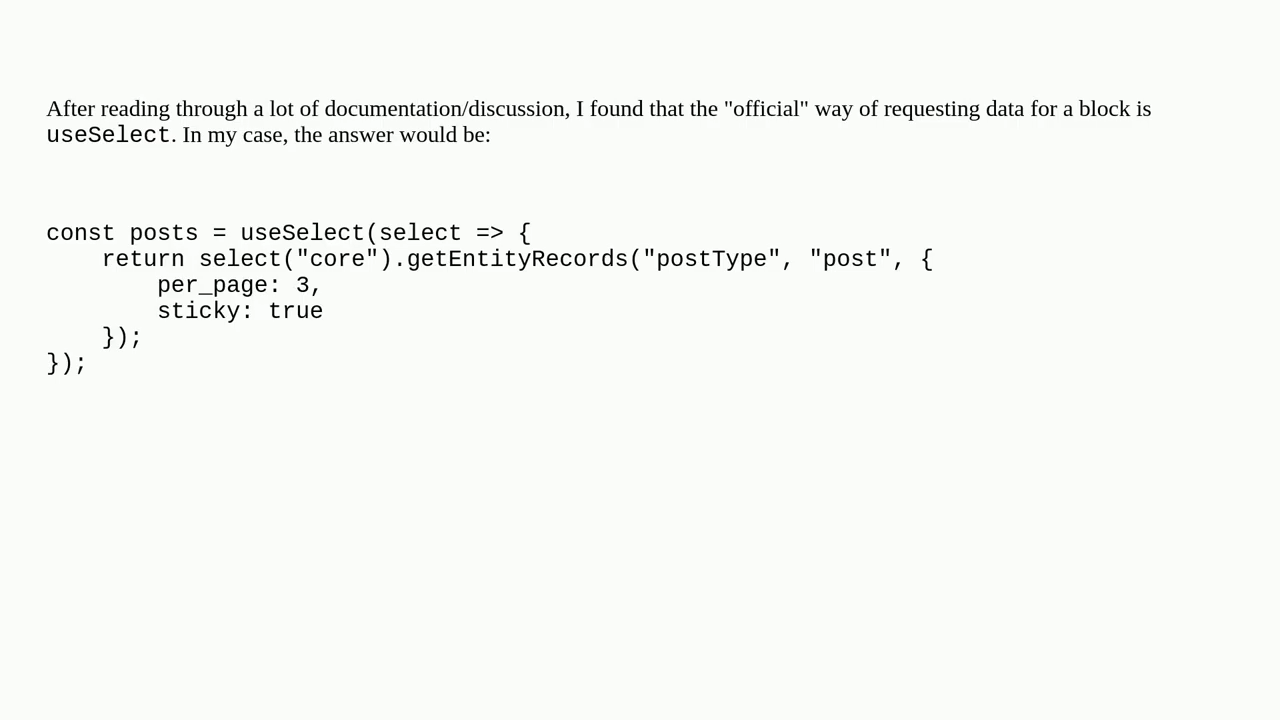 After reading through a lot of documentation/discussion, I found that the "official" way of requesting data for a block is
useSelect. In my case, the answer would be:
const posts = useSelect(select => {
    return select("core").getEntityRecords("postType", "post", {
        per_page: 3,
        sticky: true
    });
});